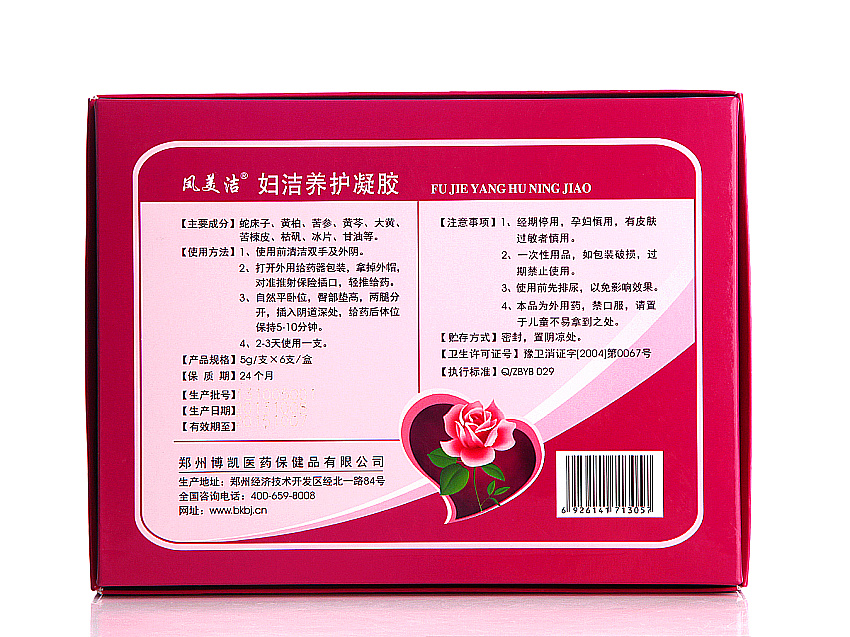 凤美洁® 妇洁养护凝胶 FU JIE YANG HU NING JIAO
【主要成分】蛇床子、黄柏、苦参、黄芩、大黄、
苦楝皮、枯矾、冰片、甘油等。
【使用方法】1、使用前清洁双手及外阴。
2、打开外用给药器包装，拿掉外帽，
对准推射保险插口，轻推给药。
3、自然平卧位，臀部垫高，两腿分
开，插入阴道深处，给药后体位
保持5-10分钟。
4、2-3天使用一支。
【产品规格】5g/支×6支/盒
【保 质 期】24个月
【生产批号】
【生产日期】
【有效期至】
郑州博凯医药保健品有限公司
生产地址：郑州经济技术开发区经北一路84号
全国咨询电话：400-659-8008
网址：www.bkbj.cn
【注意事项】1、经期停用，孕妇慎用，有皮肤
过敏者慎用。
2、一次性用品，如包装破损，过
期禁止使用。
3、使用前先排尿，以免影响效果。
4、本品为外用药，禁口服，请置
于儿童不易拿到之处。
【贮存方式】密封，置阴凉处。
【卫生许可证号】豫卫消证字[2004]第0067号
【执行标准】Q/ZBYB 029
6 926141 713057